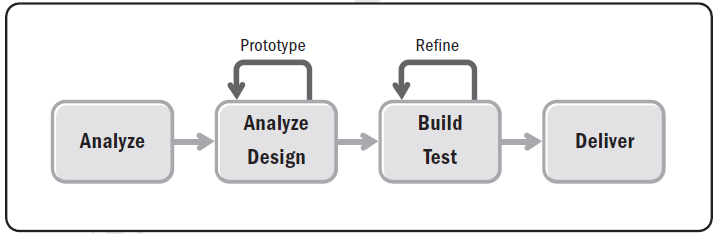 Prototype
Refine
Analyze
Analyze
Design
Build
Test
Deliver